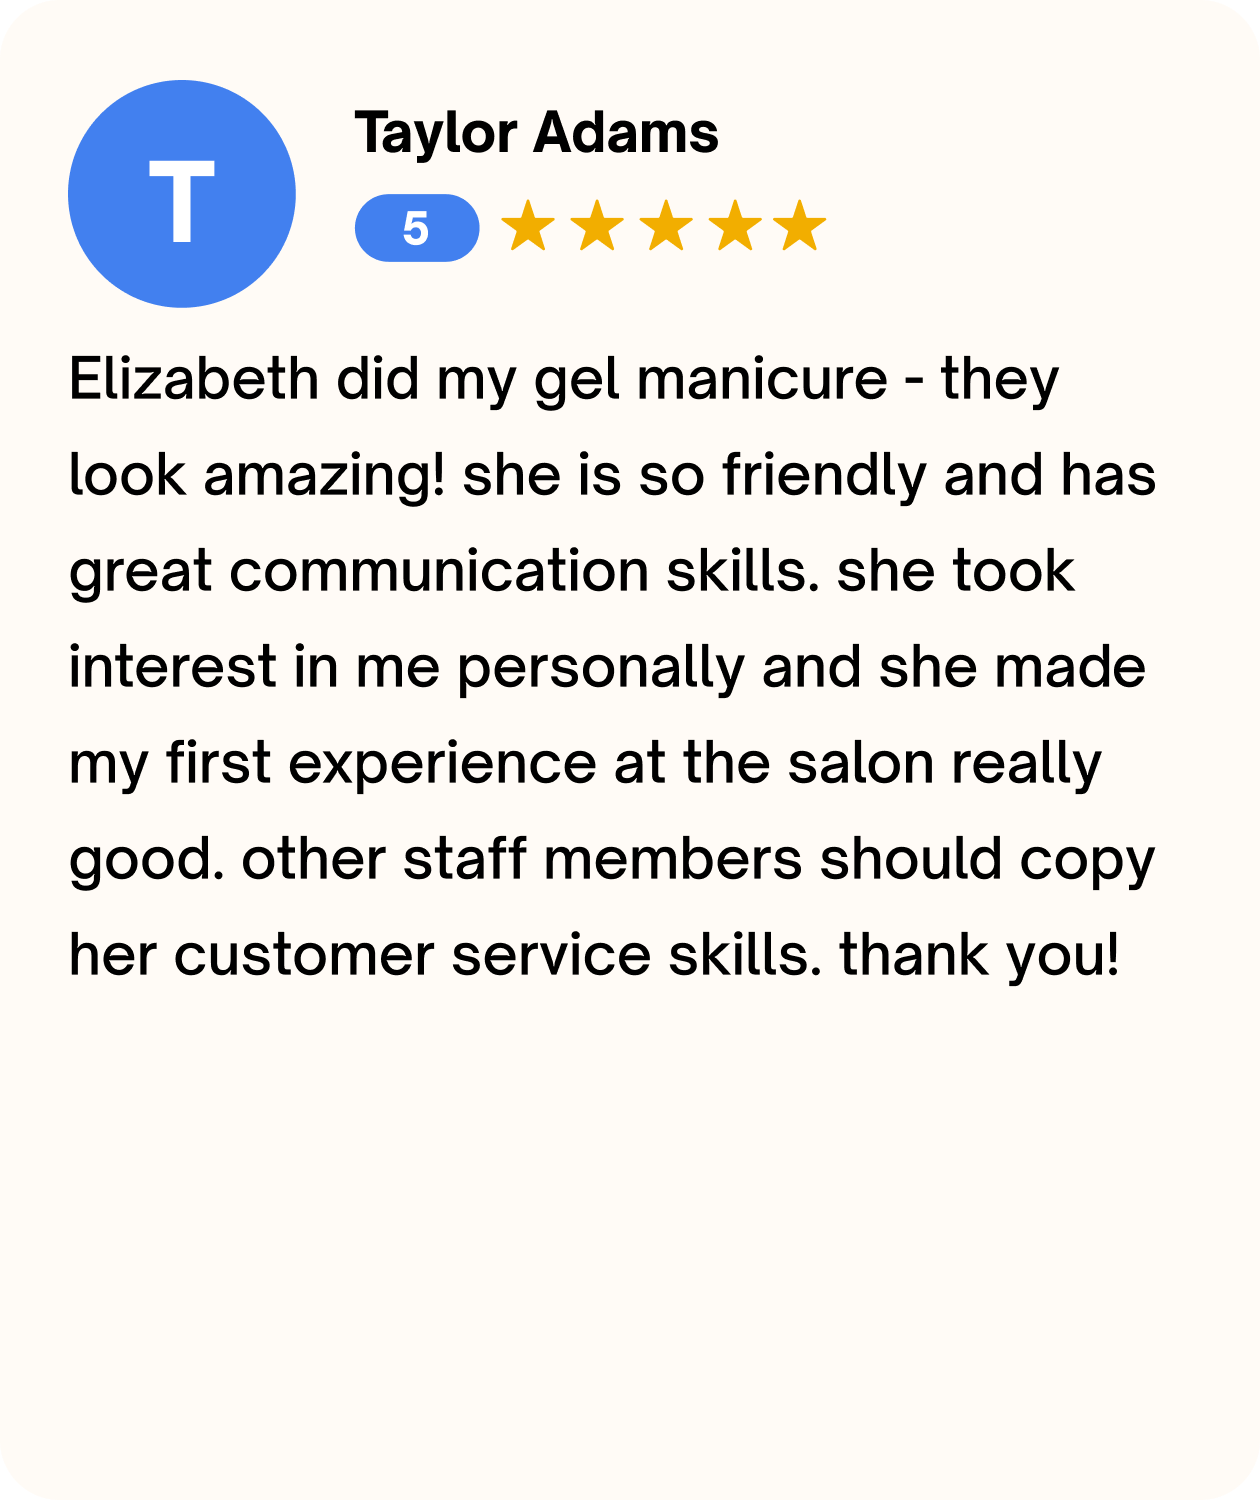 T
Taylor Adams
5
Elizabeth did my gel manicure - they
look amazing! she is so friendly and has
great communication skills. she took
interest in me personally and she made
my first experience at the salon really
good. other staff members should copy
her customer service skills. thank you!